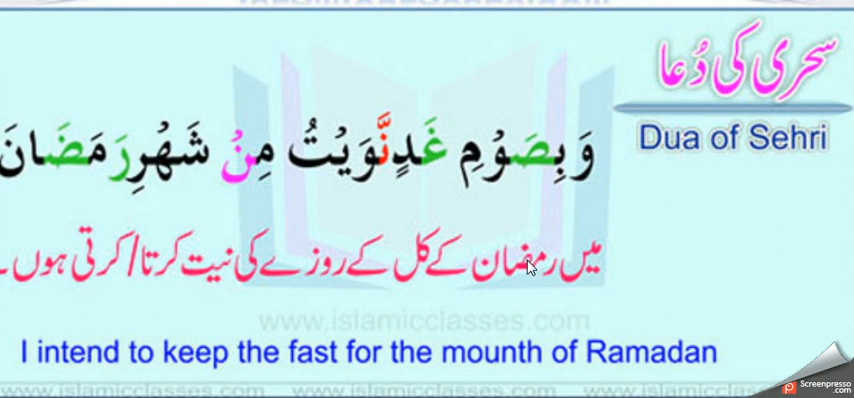 سحری کی دُعا
Dua of Sehri
وَبِصَوْمِ غَدٍ نَّوَيْتُ مِنْ شَهْرِ رَمَضَانَ
میں رمضان کے کل کے روزے کی نیت کرتا/کرتی ہوں۔
www.islamicclasses.com
I intend to keep the fast for the mounth of Ramadan
www.islamicclasses.com www.islamicclasses.com www.islamicclasses.com
Screenpresso
.com